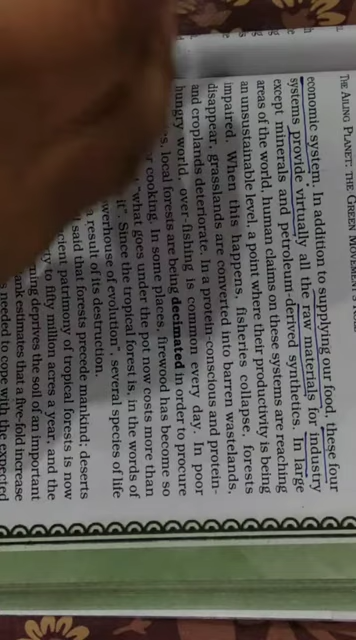 THE AILING PLANET: THE GREEN MOVEMENT
economic system. In addition to supplying our food, these four
systems provide virtually all the raw materials for industry
except minerals and petroleum-derived synthetics. In large
areas of the world, human claims on these systems are reaching
an unsustainable level, a point where their productivity is being
impaired. When this happens, fisheries collapse, forests
disappear, grasslands are converted into barren wastelands,
and croplands deteriorate. In a protein-conscious and protein-
hungry world, over-fishing is common every day. In poor
local forests are being decimated in order to procure
cooking. In some places, firewood has become so
"what goes under the pot now costs more than
Since the tropical forest is, in the words of
of evolution", several species of life
result of its destruction.
said that forests precede mankind; deserts
patrimony of tropical forests is now
to fifty million acres a year, and the
deprives the soil of an important
estimates that a five-fold increase
needed to cope with the expected